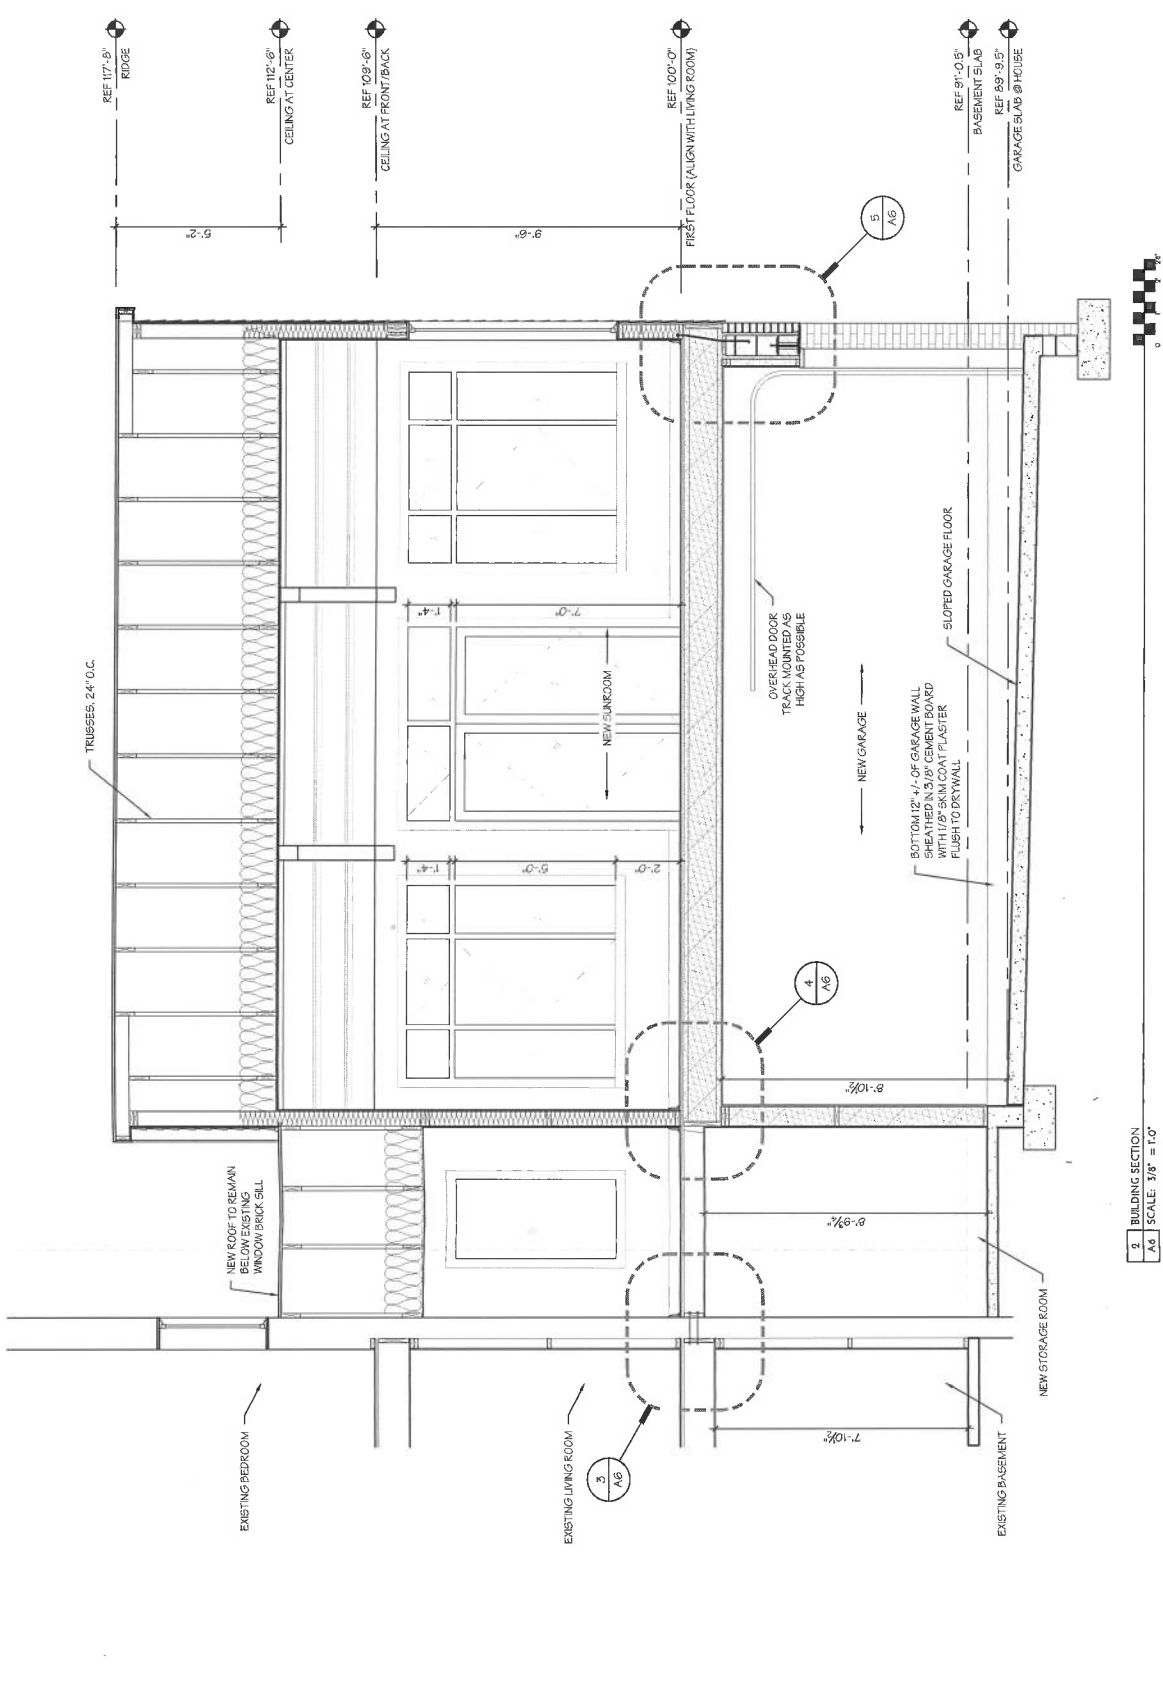 REF 117'-8"
RIDGE
REF 112'-6"
CEILING AT CENTER
REF 109'-6"
CEILING AT FRONT/BACK
REF 100'-0"
FIRST FLOOR (ALIGN WITH LIVING ROOM)
REF 91'-0.5"
BASEMENT SLAB
REF 89'-9.5"
GARAGE SLAB @ HOUSE
5'-2"
9'-6"
TRUSSES, 24" O.C.
5
A6
1'-4"
7'-0"
NEW SUNROOM
1'-4"
5'-0"
2'-0"
OVERHEAD DOOR
TRACK MOUNTED AS
HIGH AS POSSIBLE
NEW GARAGE
SLOPED GARAGE FLOOR
BOTTOM 12" +/- OF GARAGE WALL
SHEATHED IN 3/8" CEMENT BOARD
WITH 1/8" SKIM COAT PLASTER
FLUSH TO DRYWALL
4
A6
8'-10½"
NEW ROOF TO REMAIN
BELOW EXISTING
WINDOW BRICK SILL
8'-9¾"
EXISTING BEDROOM
EXISTING LIVING ROOM
3
A6
7'-10½"
EXISTING BASEMENT
NEW STORAGE ROOM
2
A6
BUILDING SECTION
SCALE: 3/8" = 1'-0"
0